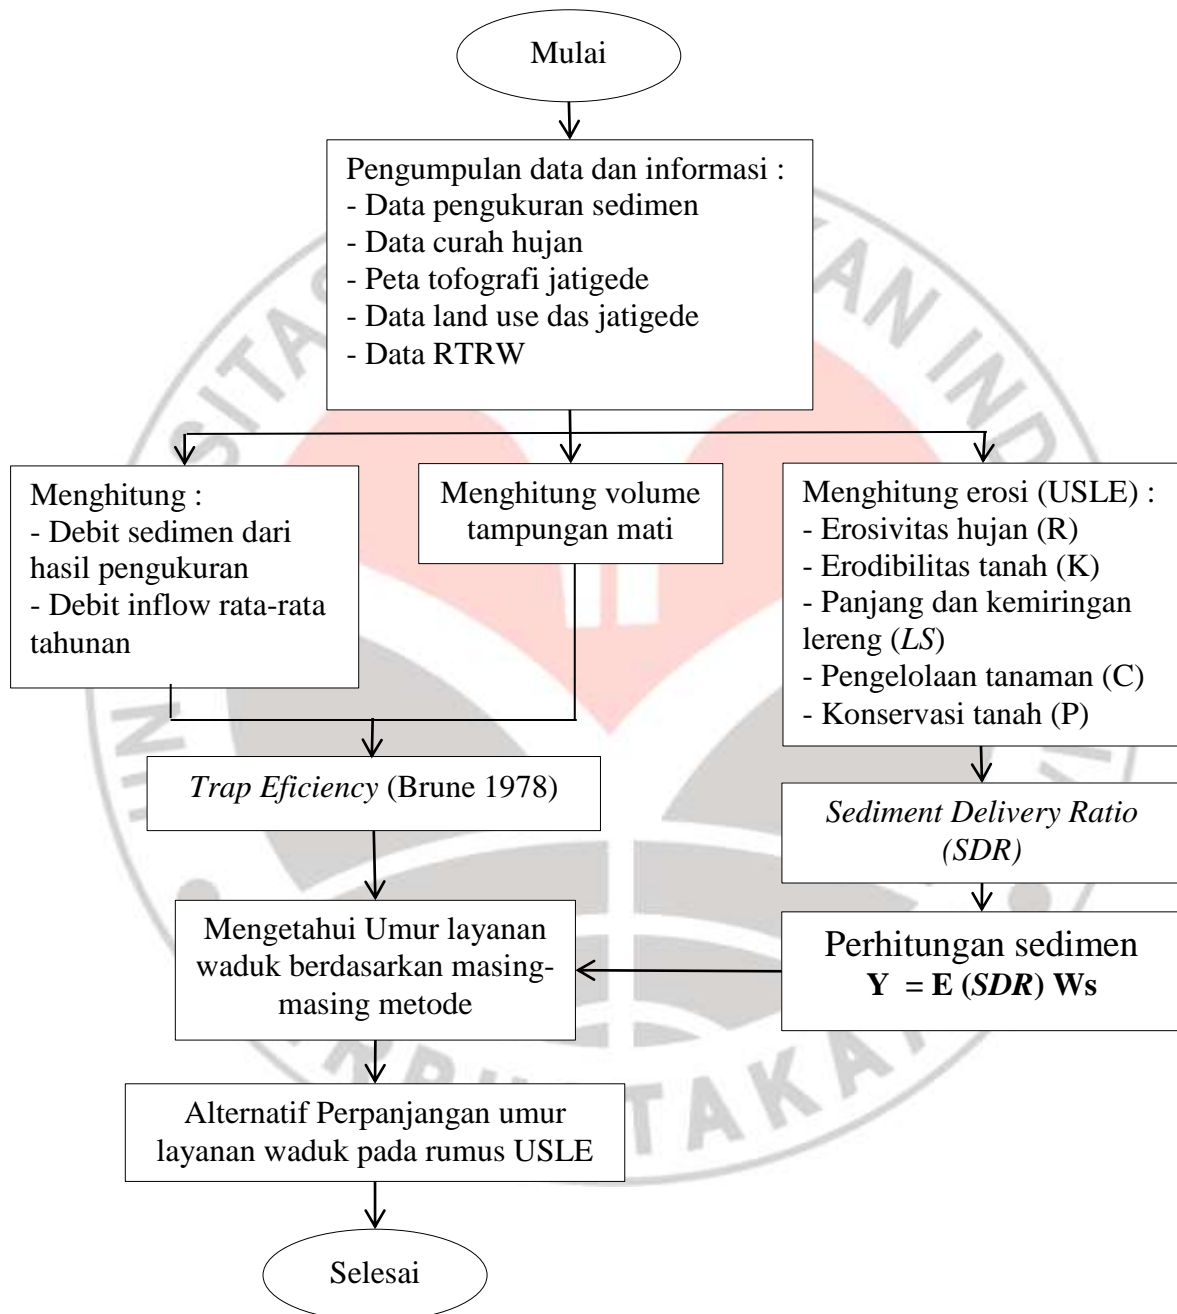 Mulai
Pengumpulan data dan informasi :
- Data pengukuran sedimen
- Data curah hujan
- Peta tofografi jatigede
- Data land use das jatigede
- Data RTRW
Menghitung :
- Debit sedimen dari
hasil pengukuran
- Debit inflow rata-rata
tahunan
Menghitung volume
tampungan mati
Menghitung erosi (USLE) :
- Erosivitas hujan (R)
- Erodibilitas tanah (K)
- Panjang dan kemiringan
lereng (LS)
- Pengelolaan tanaman (C)
- Konservasi tanah (P)
Trap Eficiency (Brune 1978)
Sediment Delivery Ratio
(SDR)
Mengetahui Umur layanan
waduk berdasarkan masing-
masing metode
Perhitungan sedimen
Y = E (SDR) Ws
Alternatif Perpanjangan umur
layanan waduk pada rumus USLE
Selesai